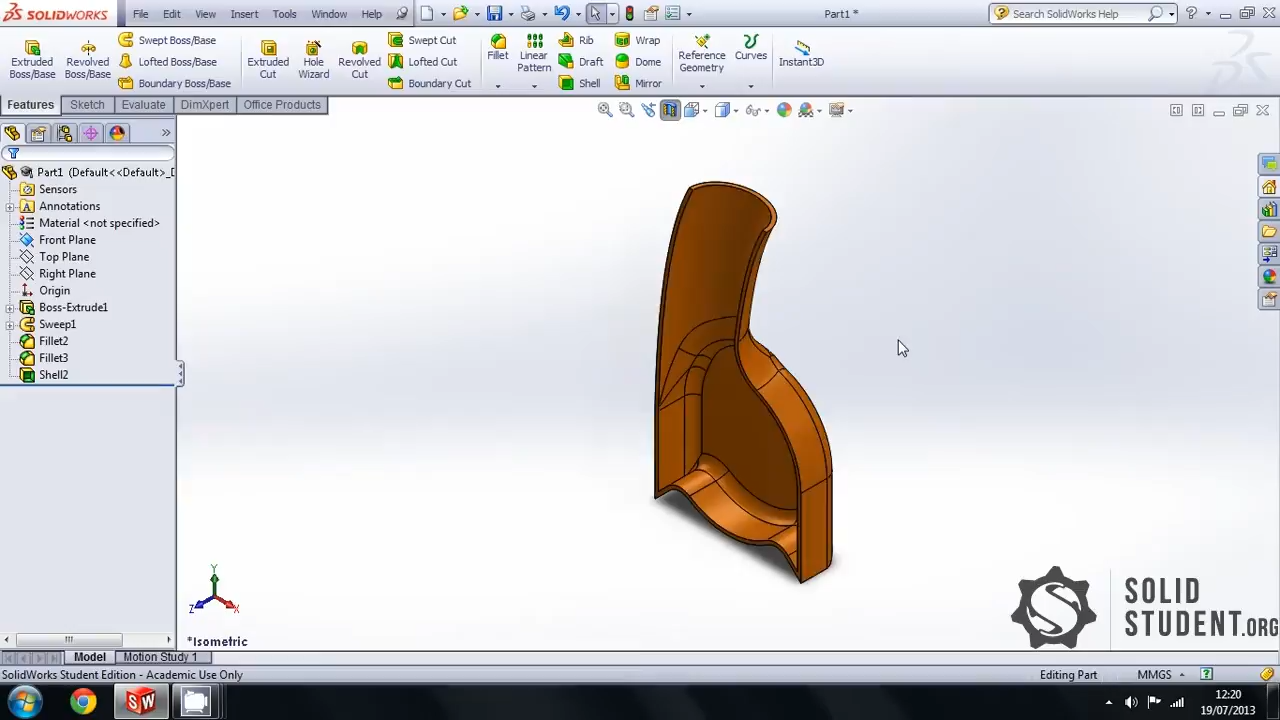 SOLIDWORKS File Edit View Insert Tools Window Help Part1 * Search SolidWorks Help
Extruded Boss/Base
Revolved Boss/Base
Swept Boss/Base
Lofted Boss/Base
Boundary Boss/Base
Extruded Cut
Hole Wizard
Revolved Cut
Swept Cut
Lofted Cut
Boundary Cut
Fillet
Linear Pattern
Rib
Draft
Shell
Wrap
Dome
Mirror
Reference Geometry
Curves
Instant3D
Features Sketch Evaluate DimXpert Office Products
Part1 (Default<<Default>_D
Sensors
Annotations
Material <not specified>
Front Plane
Top Plane
Right Plane
Origin
Boss-Extrude1
Sweep1
Fillet2
Fillet3
Shell2
Y
Z X
*Isometric
SOLID
STUDENT.ORG
Model Motion Study 1
SolidWorks Student Edition - Academic Use Only Editing Part MMGS
12:20
19/07/2013